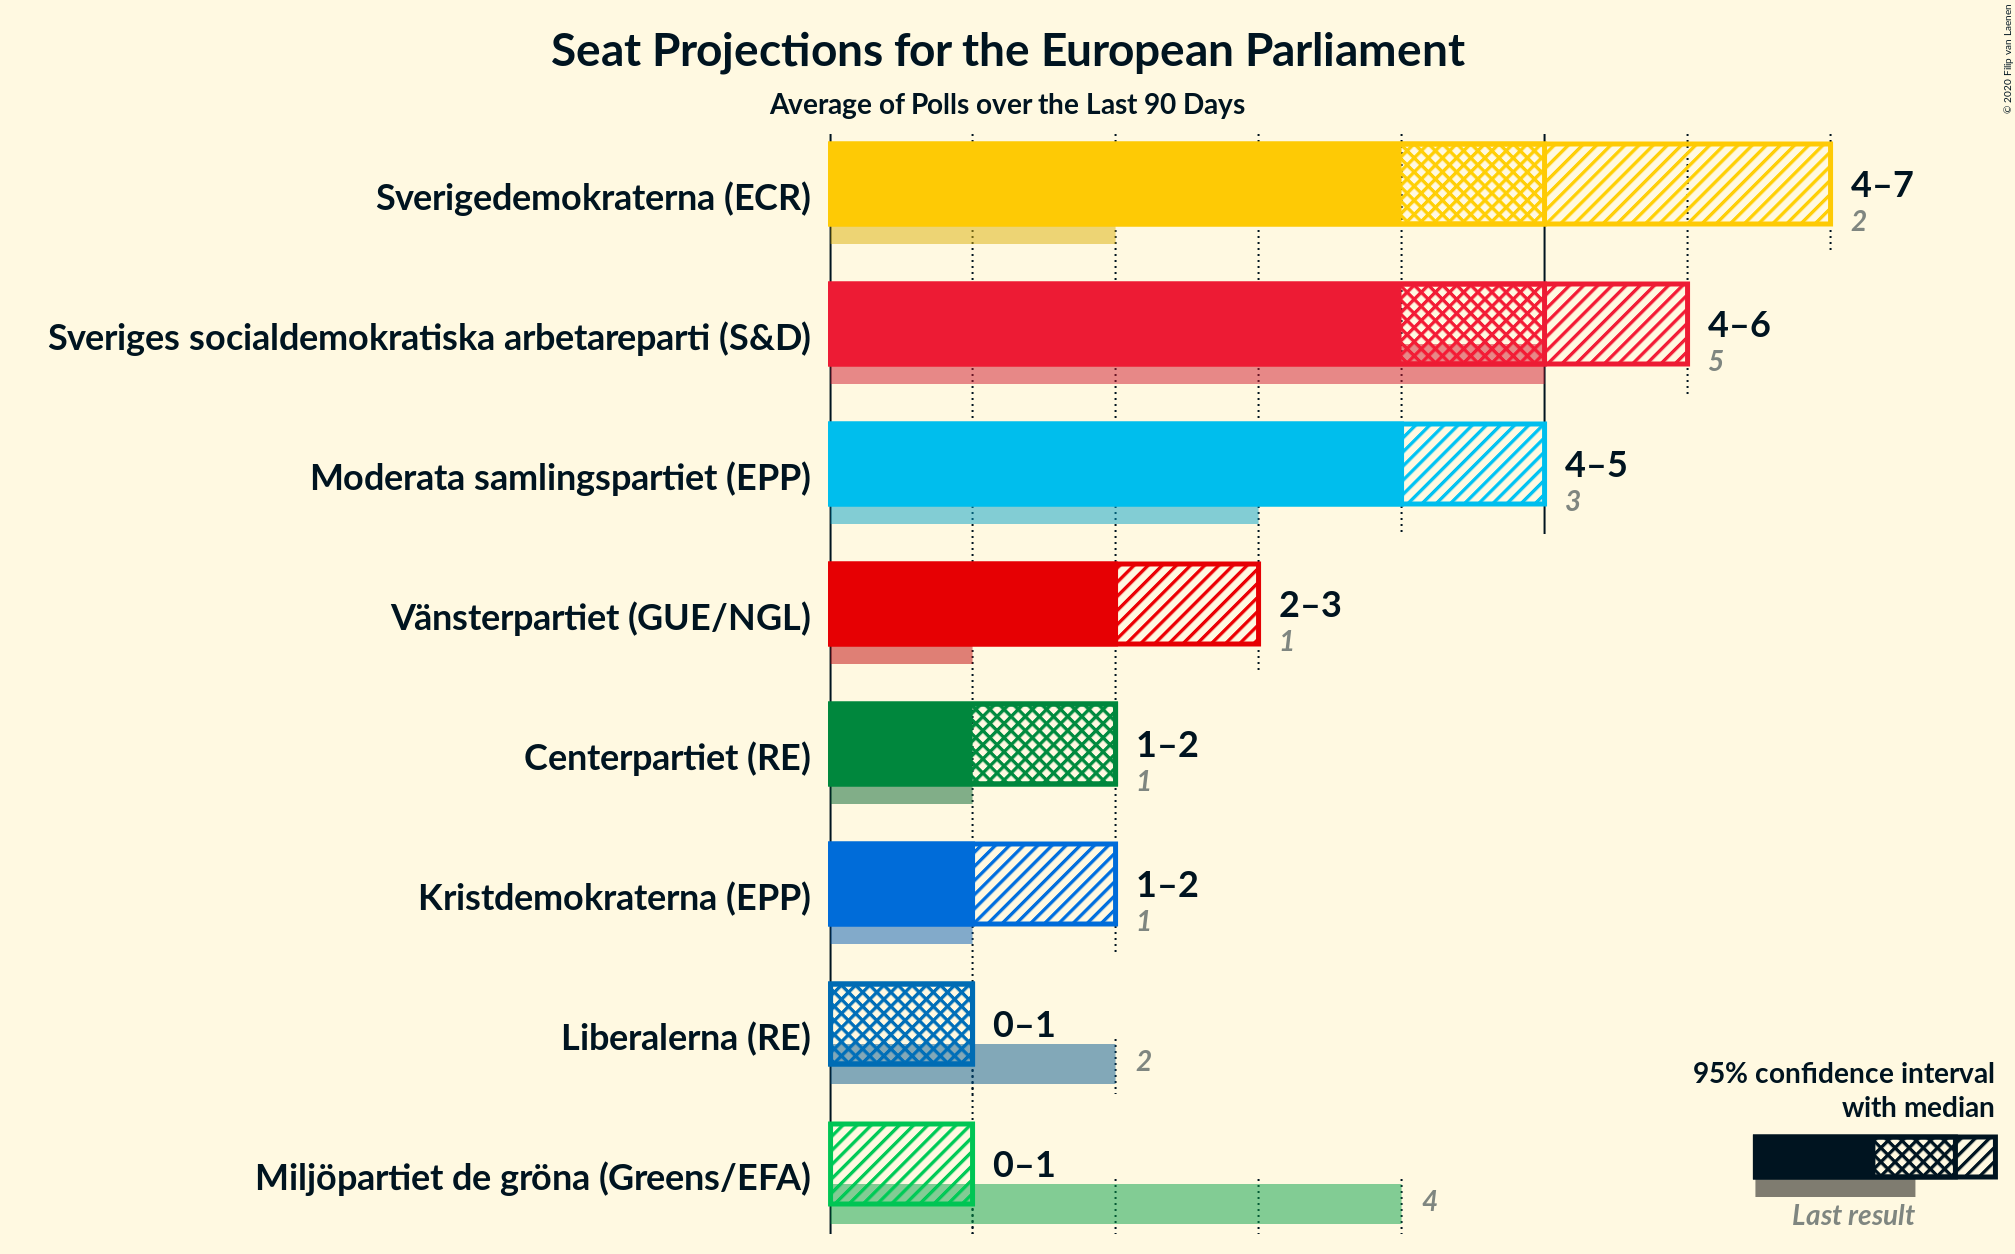 Seat Projections for the European Parliament
Average of Polls over the Last 90 Days
© 2020 Filip van Laenen
Sverigedemokraterna (ECR)
4–7
2
Sveriges socialdemokratiska arbetareparti (S&D)
4–6
5
Moderata samlingspartiet (EPP)
4–5
3
Vänsterpartiet (GUE/NGL)
2–3
1
Centerpartiet (RE)
1–2
1
Kristdemokraterna (EPP)
1–2
1
Liberalerna (RE)
0–1
2
Miljöpartiet de gröna (Greens/EFA)
0–1
4
95% confidence interval
with median
Last result